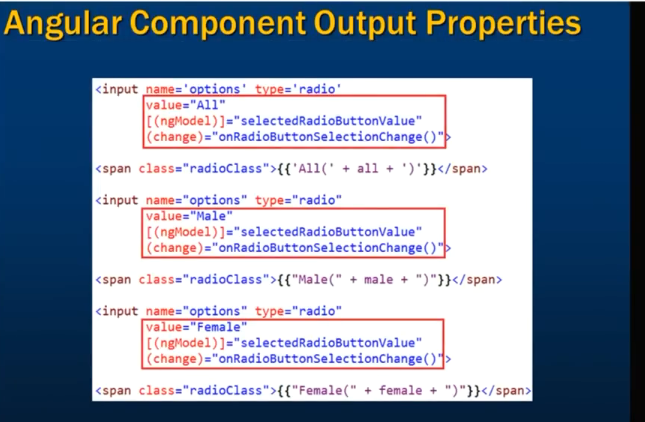 Angular Component Output Properties
<input name='options' type='radio'
value="All"
[(ngModel)]="selectedRadioButtonValue"
(change)="onRadioButtonSelectionChange()">
<span class="radioClass">{{'All(' + all + ')'}}</span>
<input name="options" type="radio"
value="Male"
[(ngModel)]="selectedRadioButtonValue"
(change)="onRadioButtonSelectionChange()">
<span class="radioClass">{{"Male(" + male + ")"}}</span>
<input name="options" type="radio"
value="Female"
[(ngModel)]="selectedRadioButtonValue"
(change)="onRadioButtonSelectionChange()">
<span class="radioClass">{{"Female(" + female + ")"}}</span>